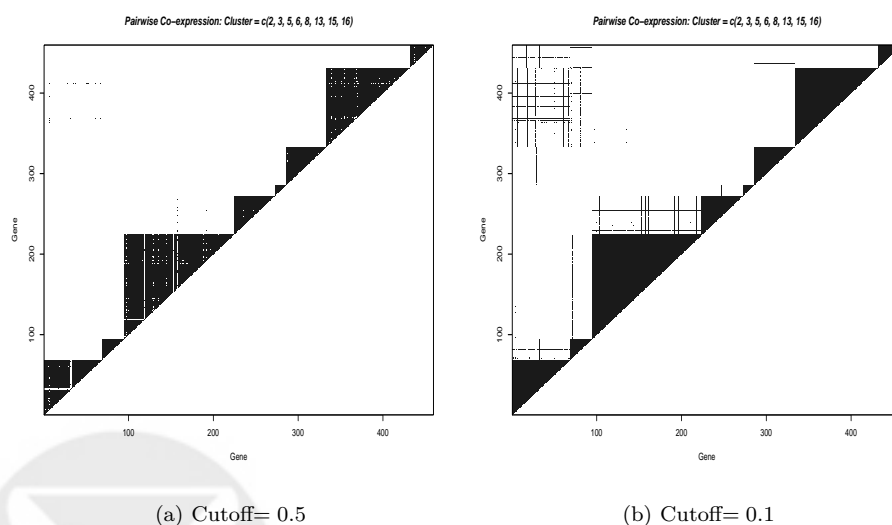 Pairwise Co−expression: Cluster = c(2, 3, 5, 6, 8, 13, 15, 16)
Gene
400
300
200
100
100
200
300
400
Gene
(a) Cutoff= 0.5
Pairwise Co−expression: Cluster = c(2, 3, 5, 6, 8, 13, 15, 16)
Gene
400
300
200
100
100
200
300
400
Gene
(b) Cutoff= 0.1